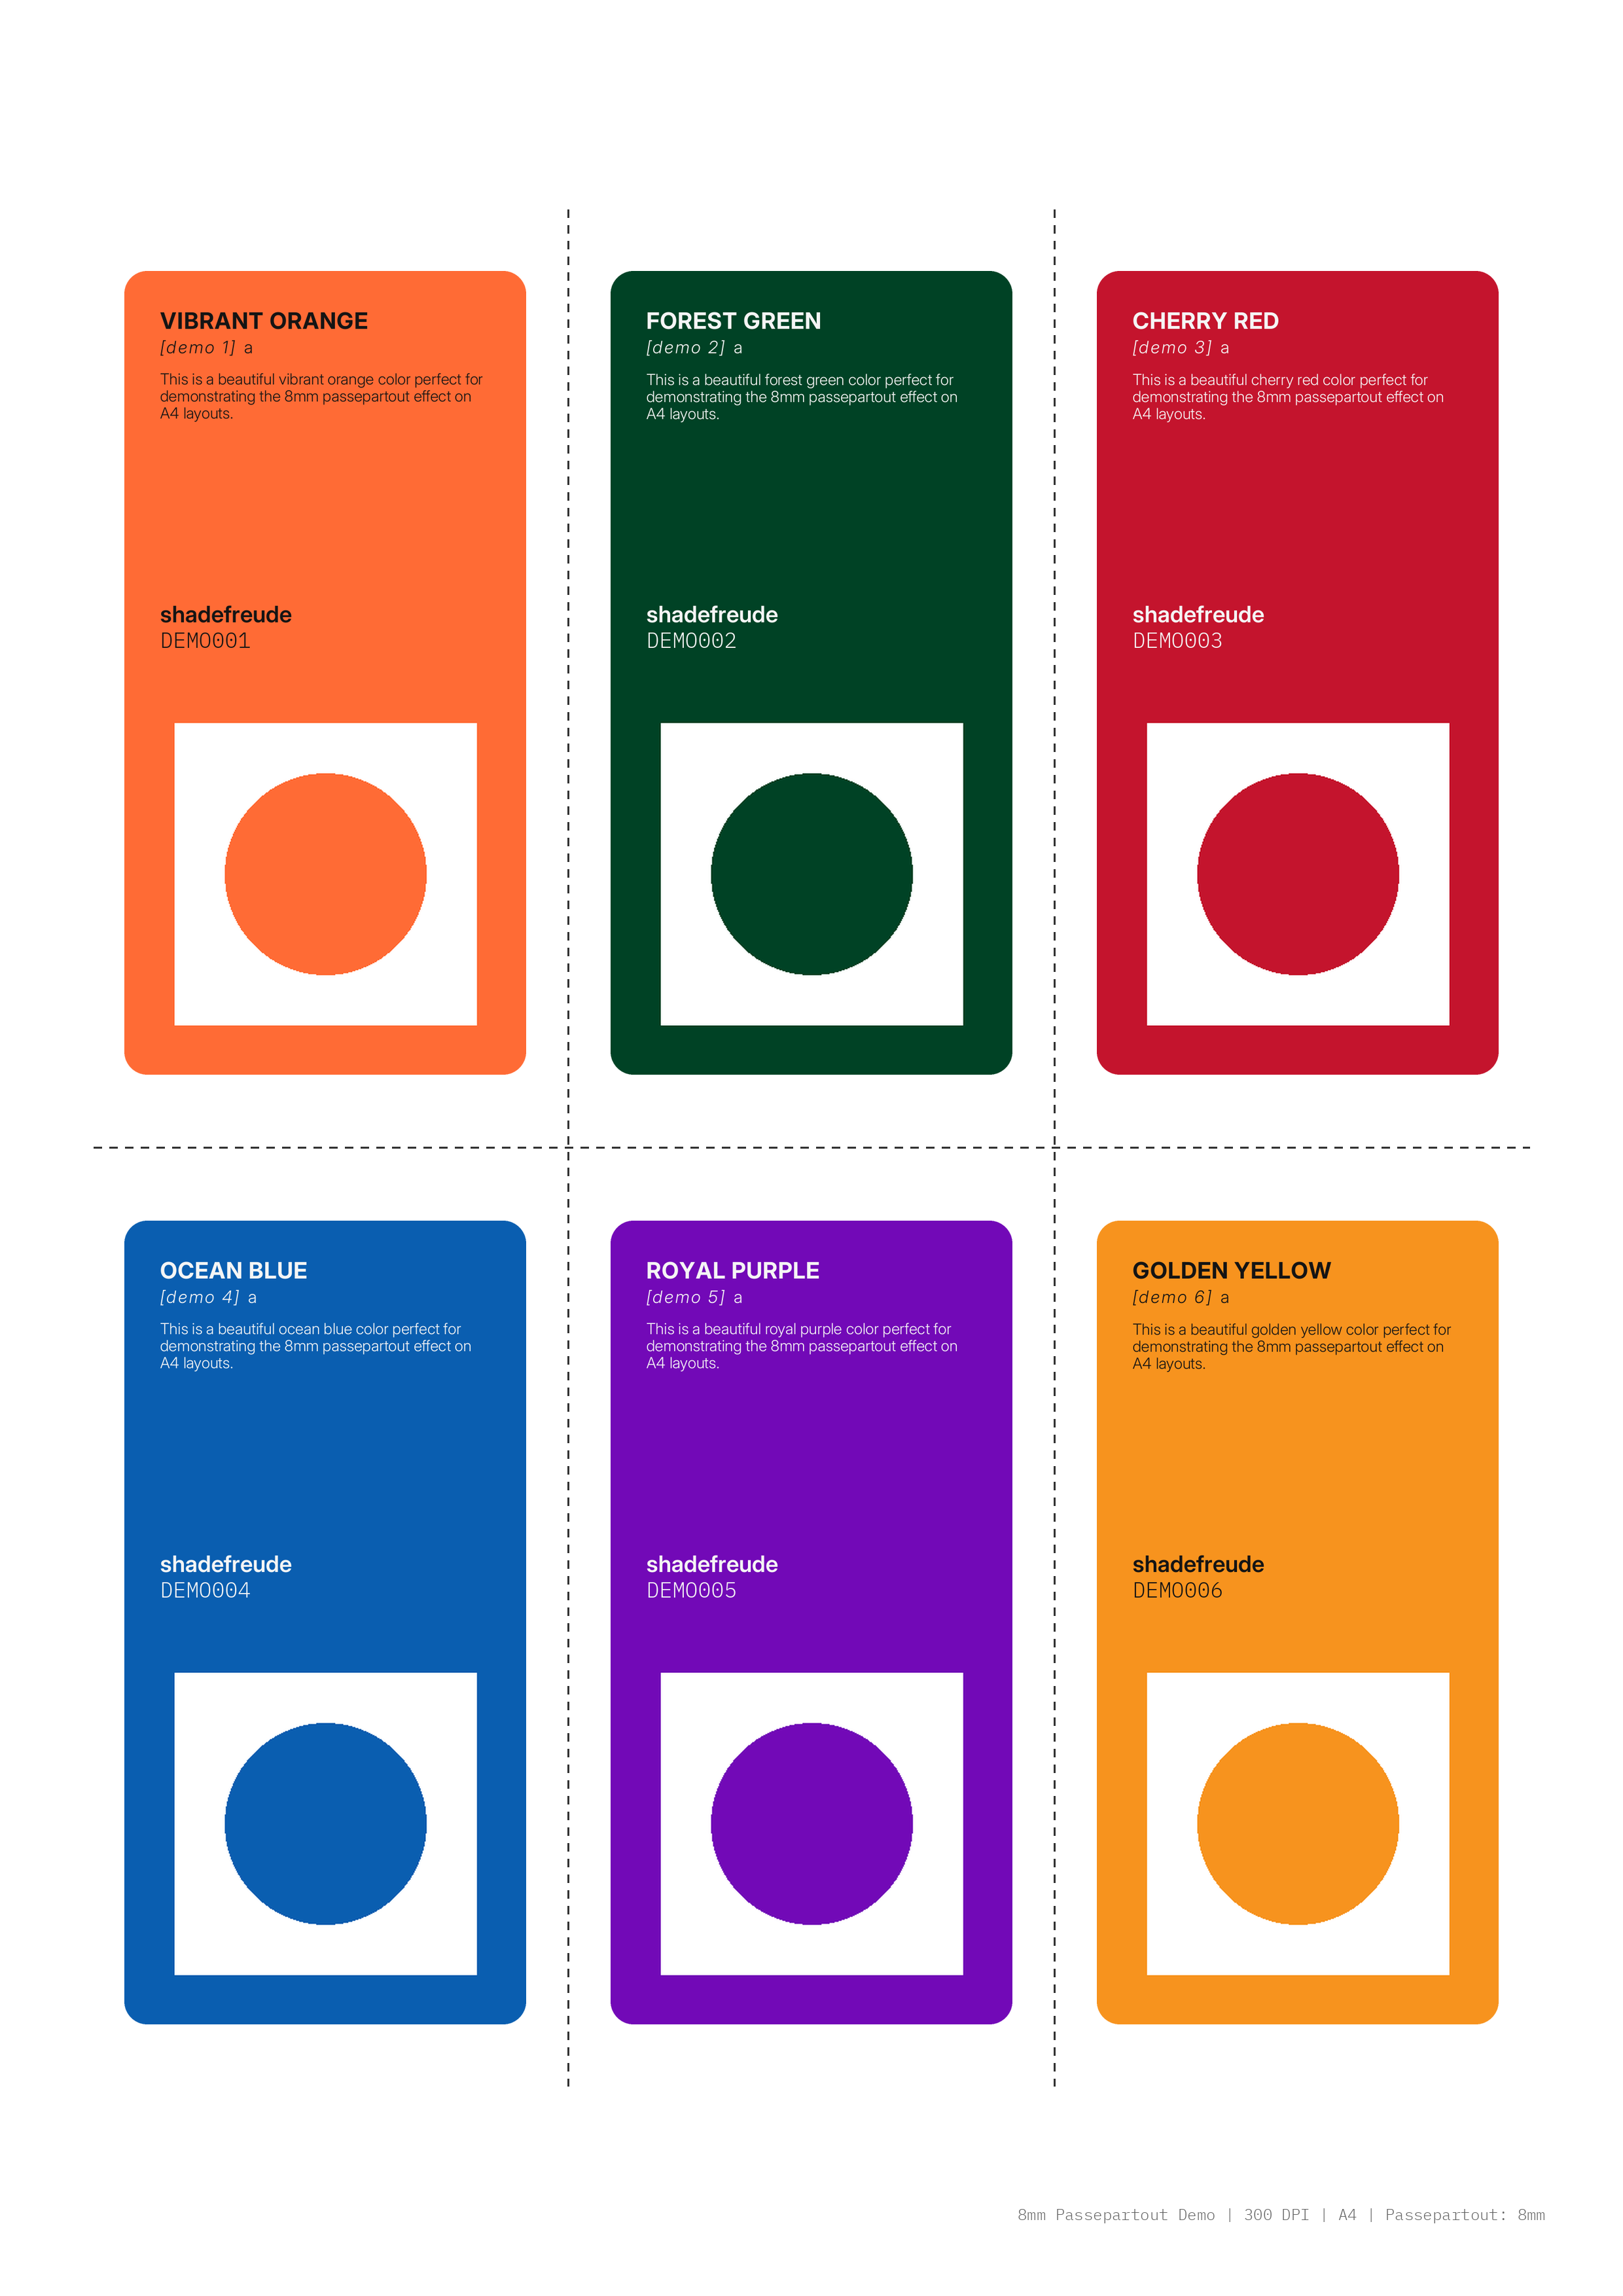 VIBRANT ORANGE
[demo 1] a
This is a beautiful vibrant orange color perfect for
demonstrating the 8mm passepartout effect on
A4 layouts.
shadefreude
DEMO001
FOREST GREEN
[demo 2] a
This is a beautiful forest green color perfect for
demonstrating the 8mm passepartout effect on
A4 layouts.
shadefreude
DEMO002
CHERRY RED
[demo 3] a
This is a beautiful cherry red color perfect for
demonstrating the 8mm passepartout effect on
A4 layouts.
shadefreude
DEMO003
OCEAN BLUE
[demo 4] a
This is a beautiful ocean blue color perfect for
demonstrating the 8mm passepartout effect on
A4 layouts.
shadefreude
DEMO004
ROYAL PURPLE
[demo 5] a
This is a beautiful royal purple color perfect for
demonstrating the 8mm passepartout effect on
A4 layouts.
shadefreude
DEMO005
GOLDEN YELLOW
[demo 6] a
This is a beautiful golden yellow color perfect for
demonstrating the 8mm passepartout effect on
A4 layouts.
shadefreude
DEMO006
8mm Passepartout Demo | 300 DPI | A4 | Passepartout: 8mm